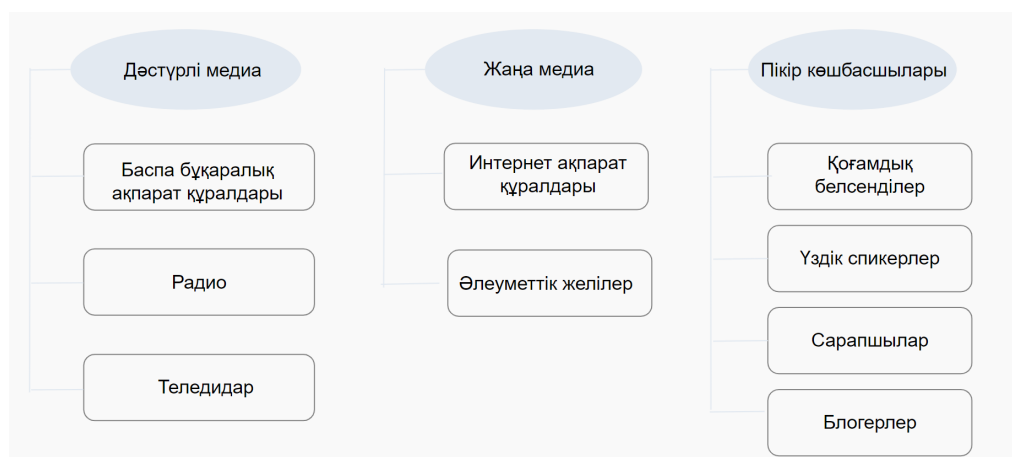 Дәстүрлі медиа
Баспа бұқаралық
ақпарат құралдары
Радио
Теледидар
Жаңа медиа
Интернет ақпарат
құралдары
Әлеуметтік желілер
Пікір көшбасшылары
Қоғамдық
белсенділер
Үздік спикерлер
Сарапшылар
Блогерлер